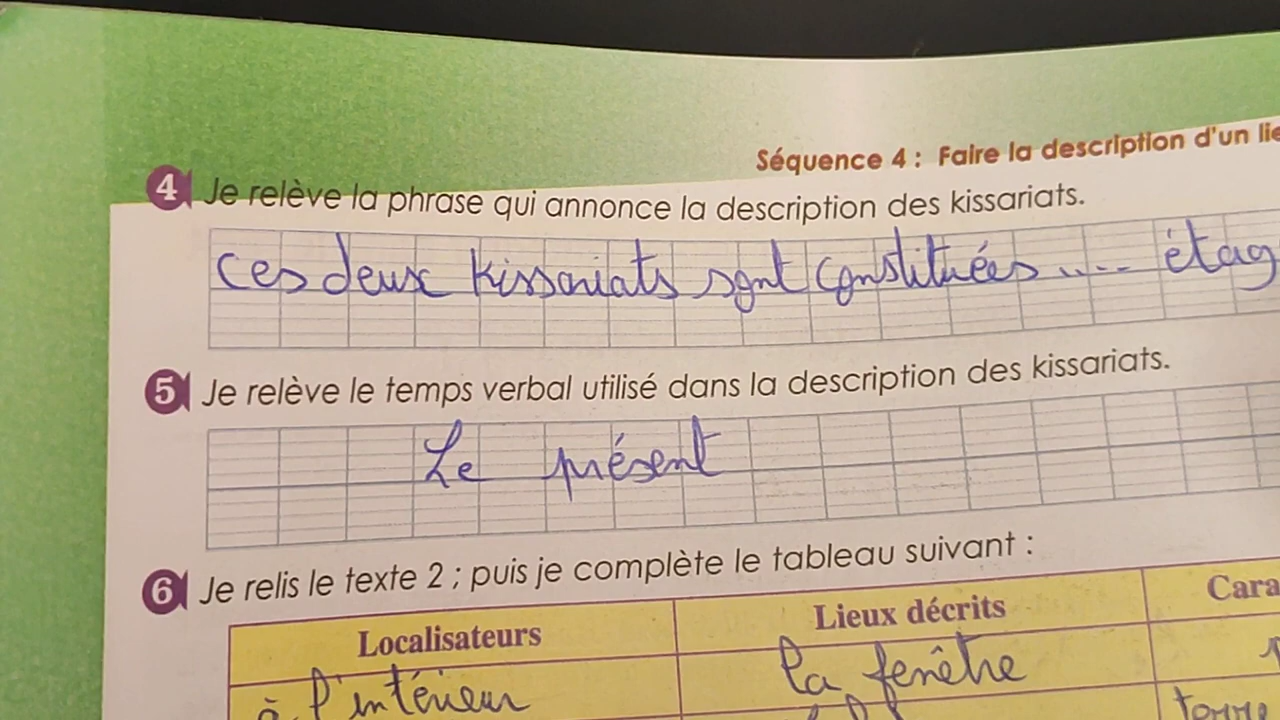 Séquence 4 : Faire la description d'un lie
4 Je relève la phrase qui annonce la description des kissariats.
ces deux kissariats sont constituées .... étag
5 Je relève le temps verbal utilisé dans la description des kissariats.
Le présent
6 Je relis le texte 2 ; puis je complète le tableau suivant :
Localisateurs Lieux décrits Cara
à l'intérieur la fenêtre